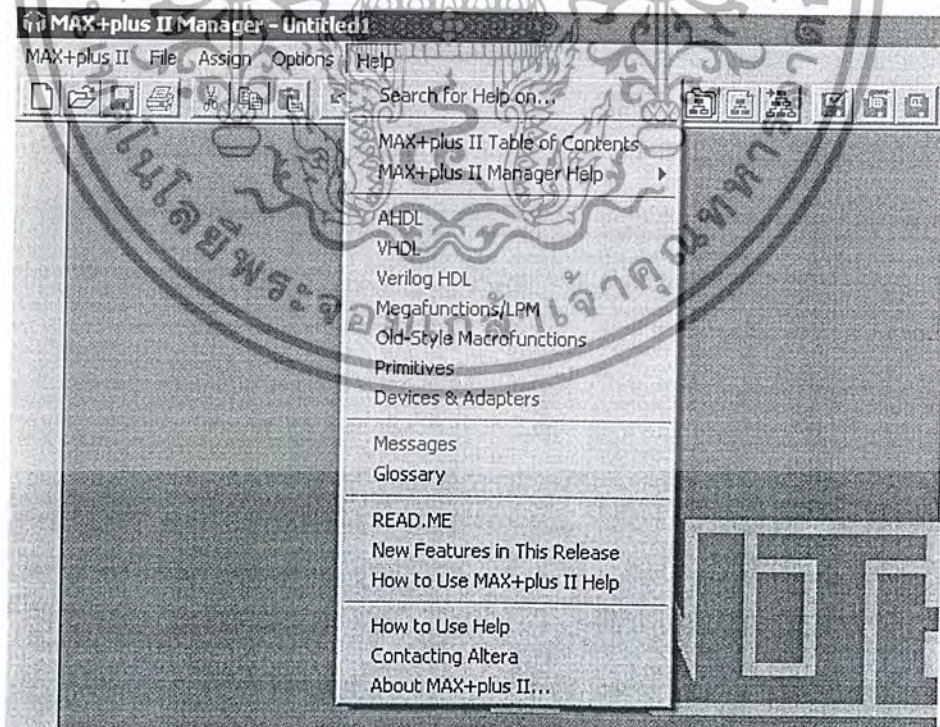 MAX+plus II Manager - Untitled1
MAX+plus II File Assign Options Help
Search for Help on...
MAX+plus II Table of Contents
MAX+plus II Manager Help
AHDL
VHDL
Verilog HDL
Megafunctions/LPM
Old-Style Macrofunctions
Primitives
Devices & Adapters
Messages
Glossary
READ.ME
New Features in This Release
How to Use MAX+plus II Help
How to Use Help
Contacting Altera
About MAX+plus II...